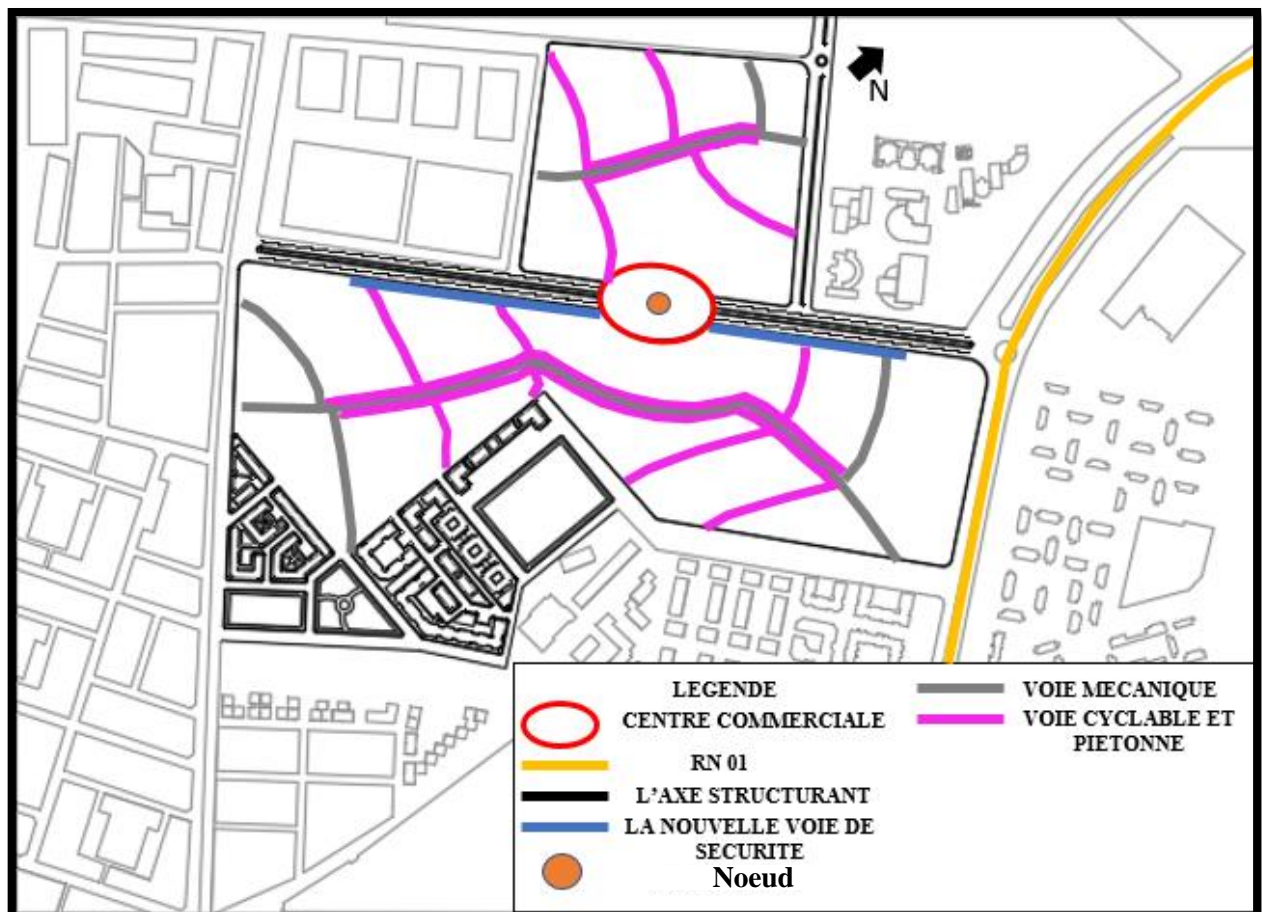 N
LEGENDE
CENTRE COMMERCIALE
RN 01
L'AXE STRUCTURANT
LA NOUVELLE VOIE DE
SECURITE
Noeud
VOIE MECANIQUE
VOIE CYCLABLE ET
PIETONNE